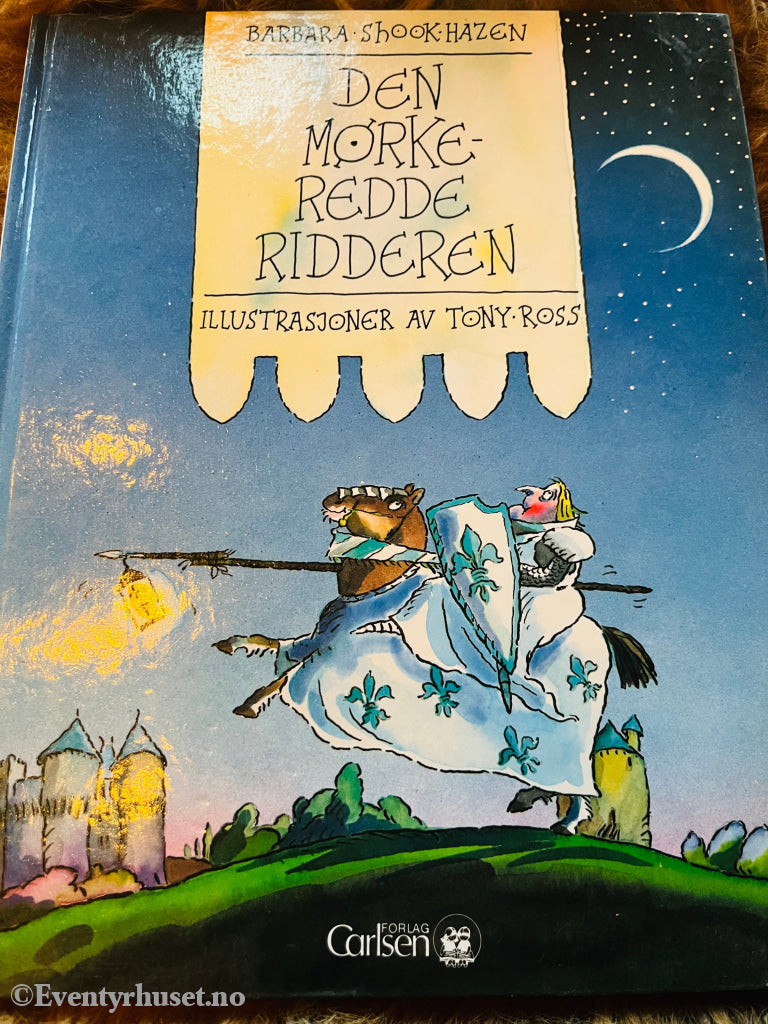 BARBARA·SHOOK·HAZEN
DEN
MØRKE-
REDDE
RIDDEREN
ILLUSTRASJONER AV TONY·ROSS
FORLAG
Carlsen
©Eventyrhuset.no